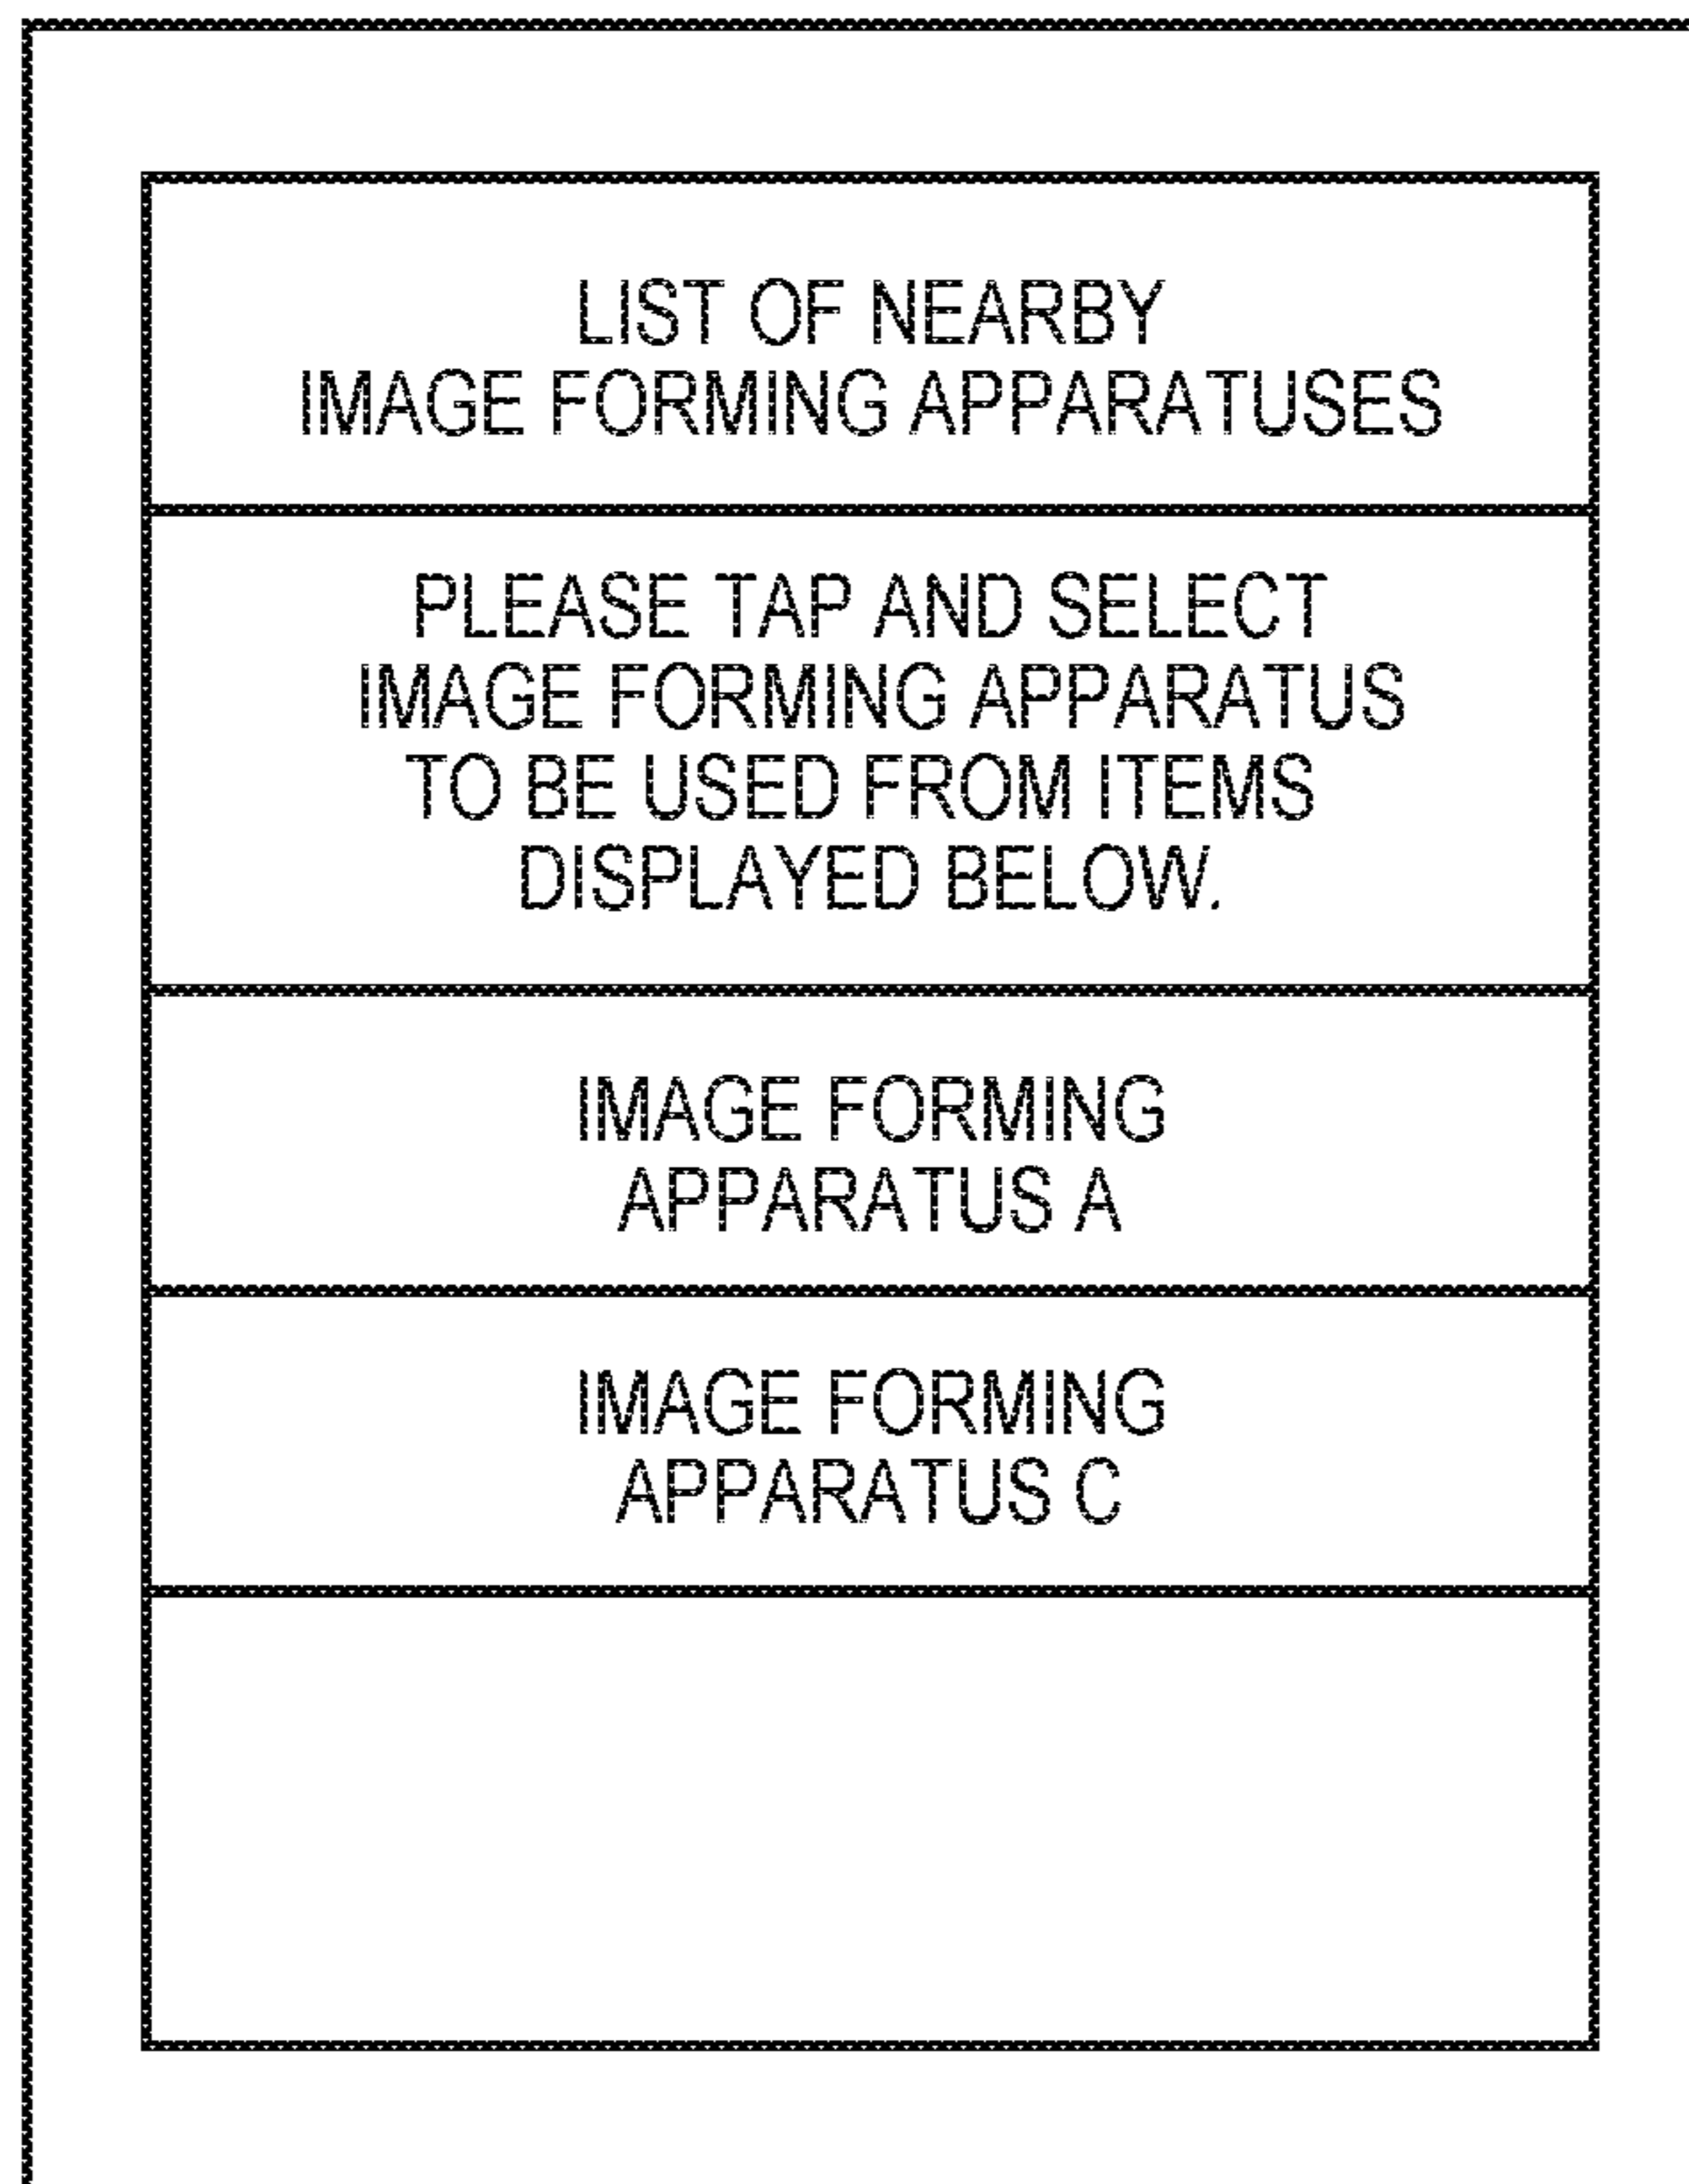 LIST OF NEARBY
IMAGE FORMING APPARATUSES
PLEASE TAP AND SELECT
IMAGE FORMING APPARATUS
TO BE USED FROM ITEMS
DISPLAYED BELOW.
IMAGE FORMING
APPARATUS A
IMAGE FORMING
APPARATUS C